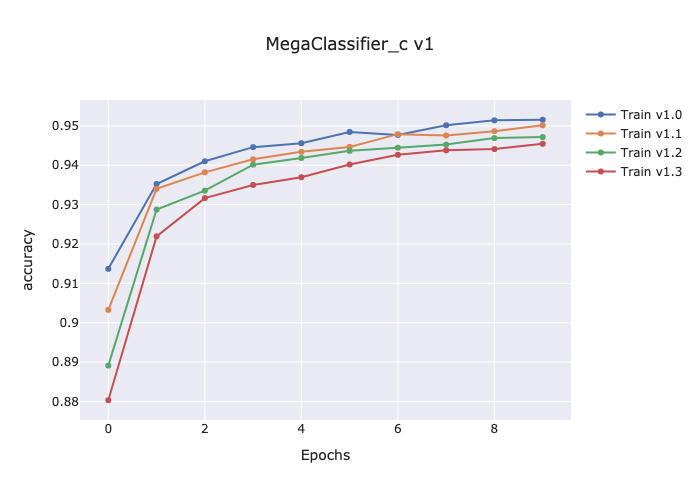 MegaClassifier_c v1
Train v1.0
Train v1.1
Train v1.2
Train v1.3
accuracy
0.95
0.94
0.93
0.92
0.91
0.9
0.89
0.88
0 2 4 6 8
Epochs